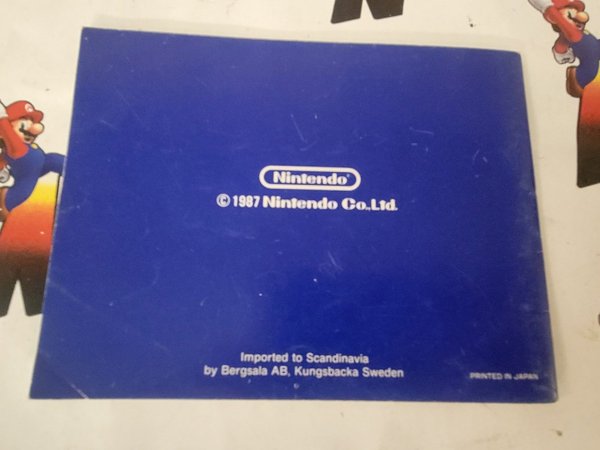 Nintendo®
© 1987 Nintendo Co.,Ltd.
Imported to Scandinavia
by Bergsala AB, Kungsbacka Sweden
PRINTED IN JAPAN